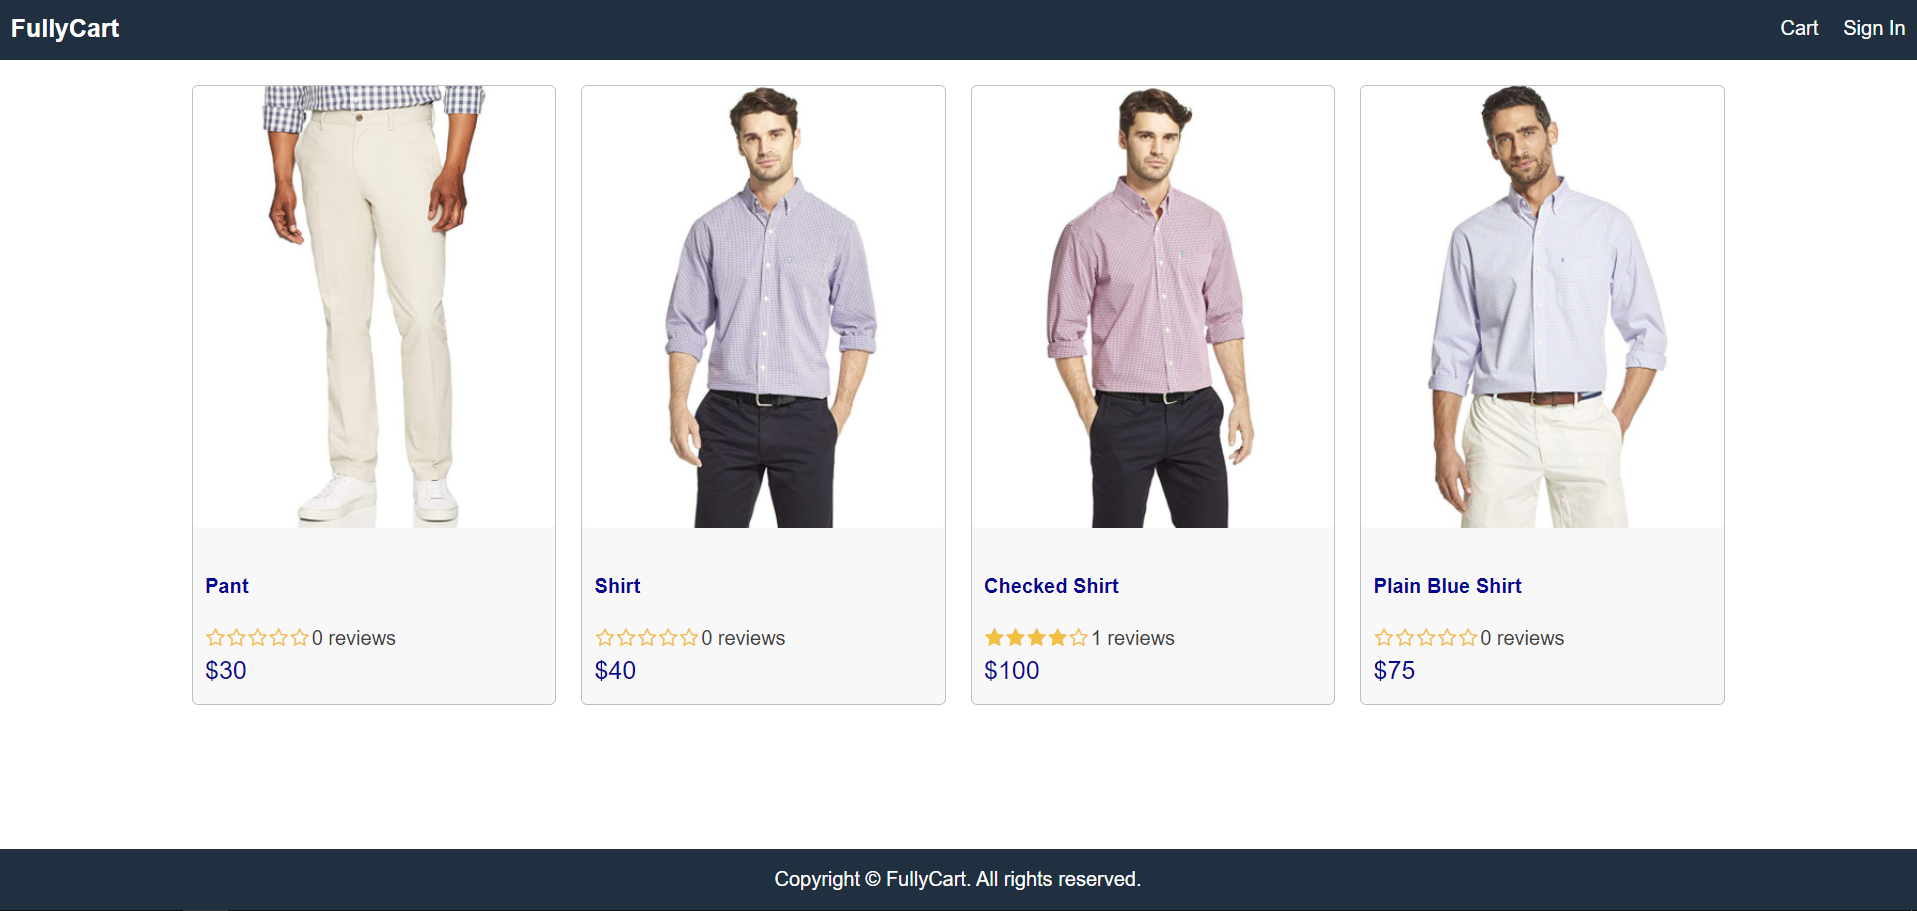 FullyCart
Cart Sign In
Pant
0 reviews
$30
Shirt
0 reviews
$40
Checked Shirt
1 reviews
$100
Plain Blue Shirt
0 reviews
$75
Copyright © FullyCart. All rights reserved.